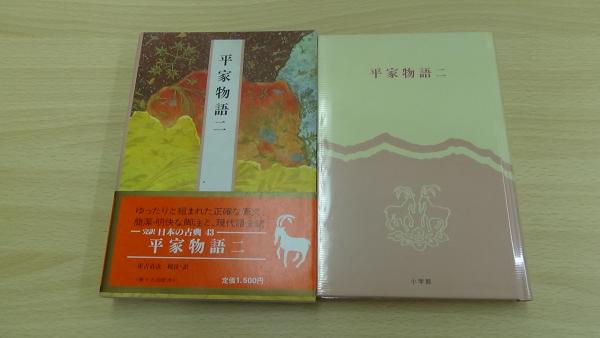 平家物語 二
ゆったりと組まれた正確な原文、
簡潔・明快な脚注と、現代語全訳
完訳 日本の古典 43
平家物語 二
定価1,500円
平家物語 二
小学館